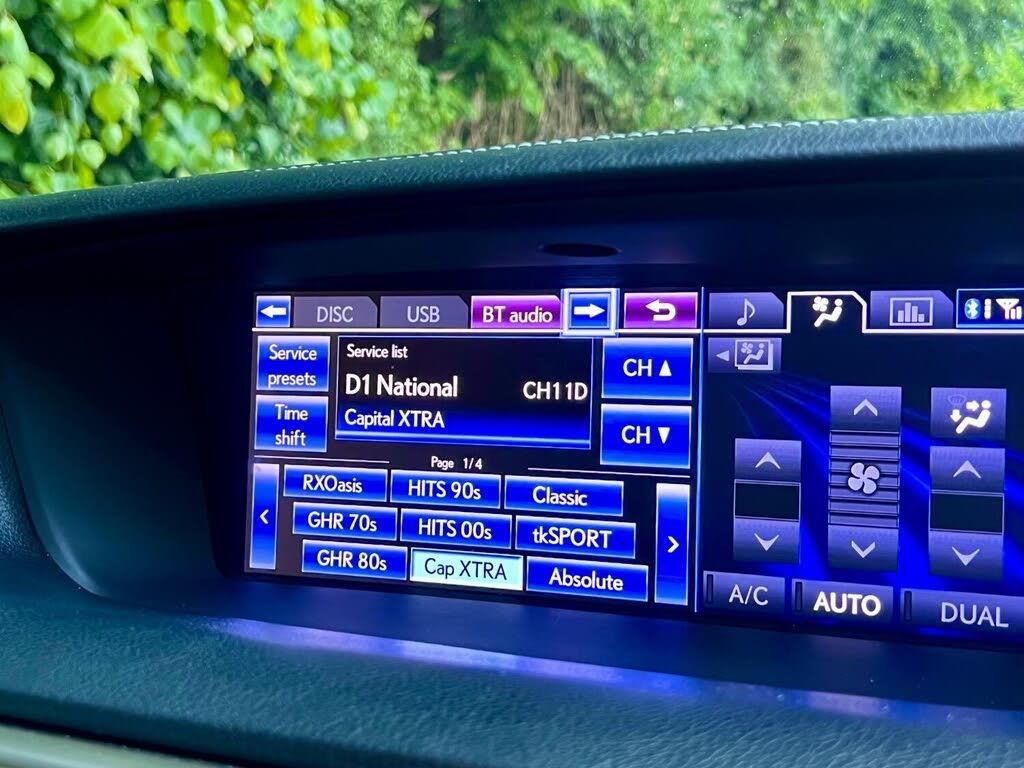 DISC USB BT audio
Service presets
Service list
D1 National CH11D
Capital XTRA
CH ▲
Time shift
CH ▼
Page 1/4
RXOasis HITS 90s Classic
GHR 70s HITS 00s tkSPORT
GHR 80s Cap XTRA Absolute
A/C AUTO DUAL